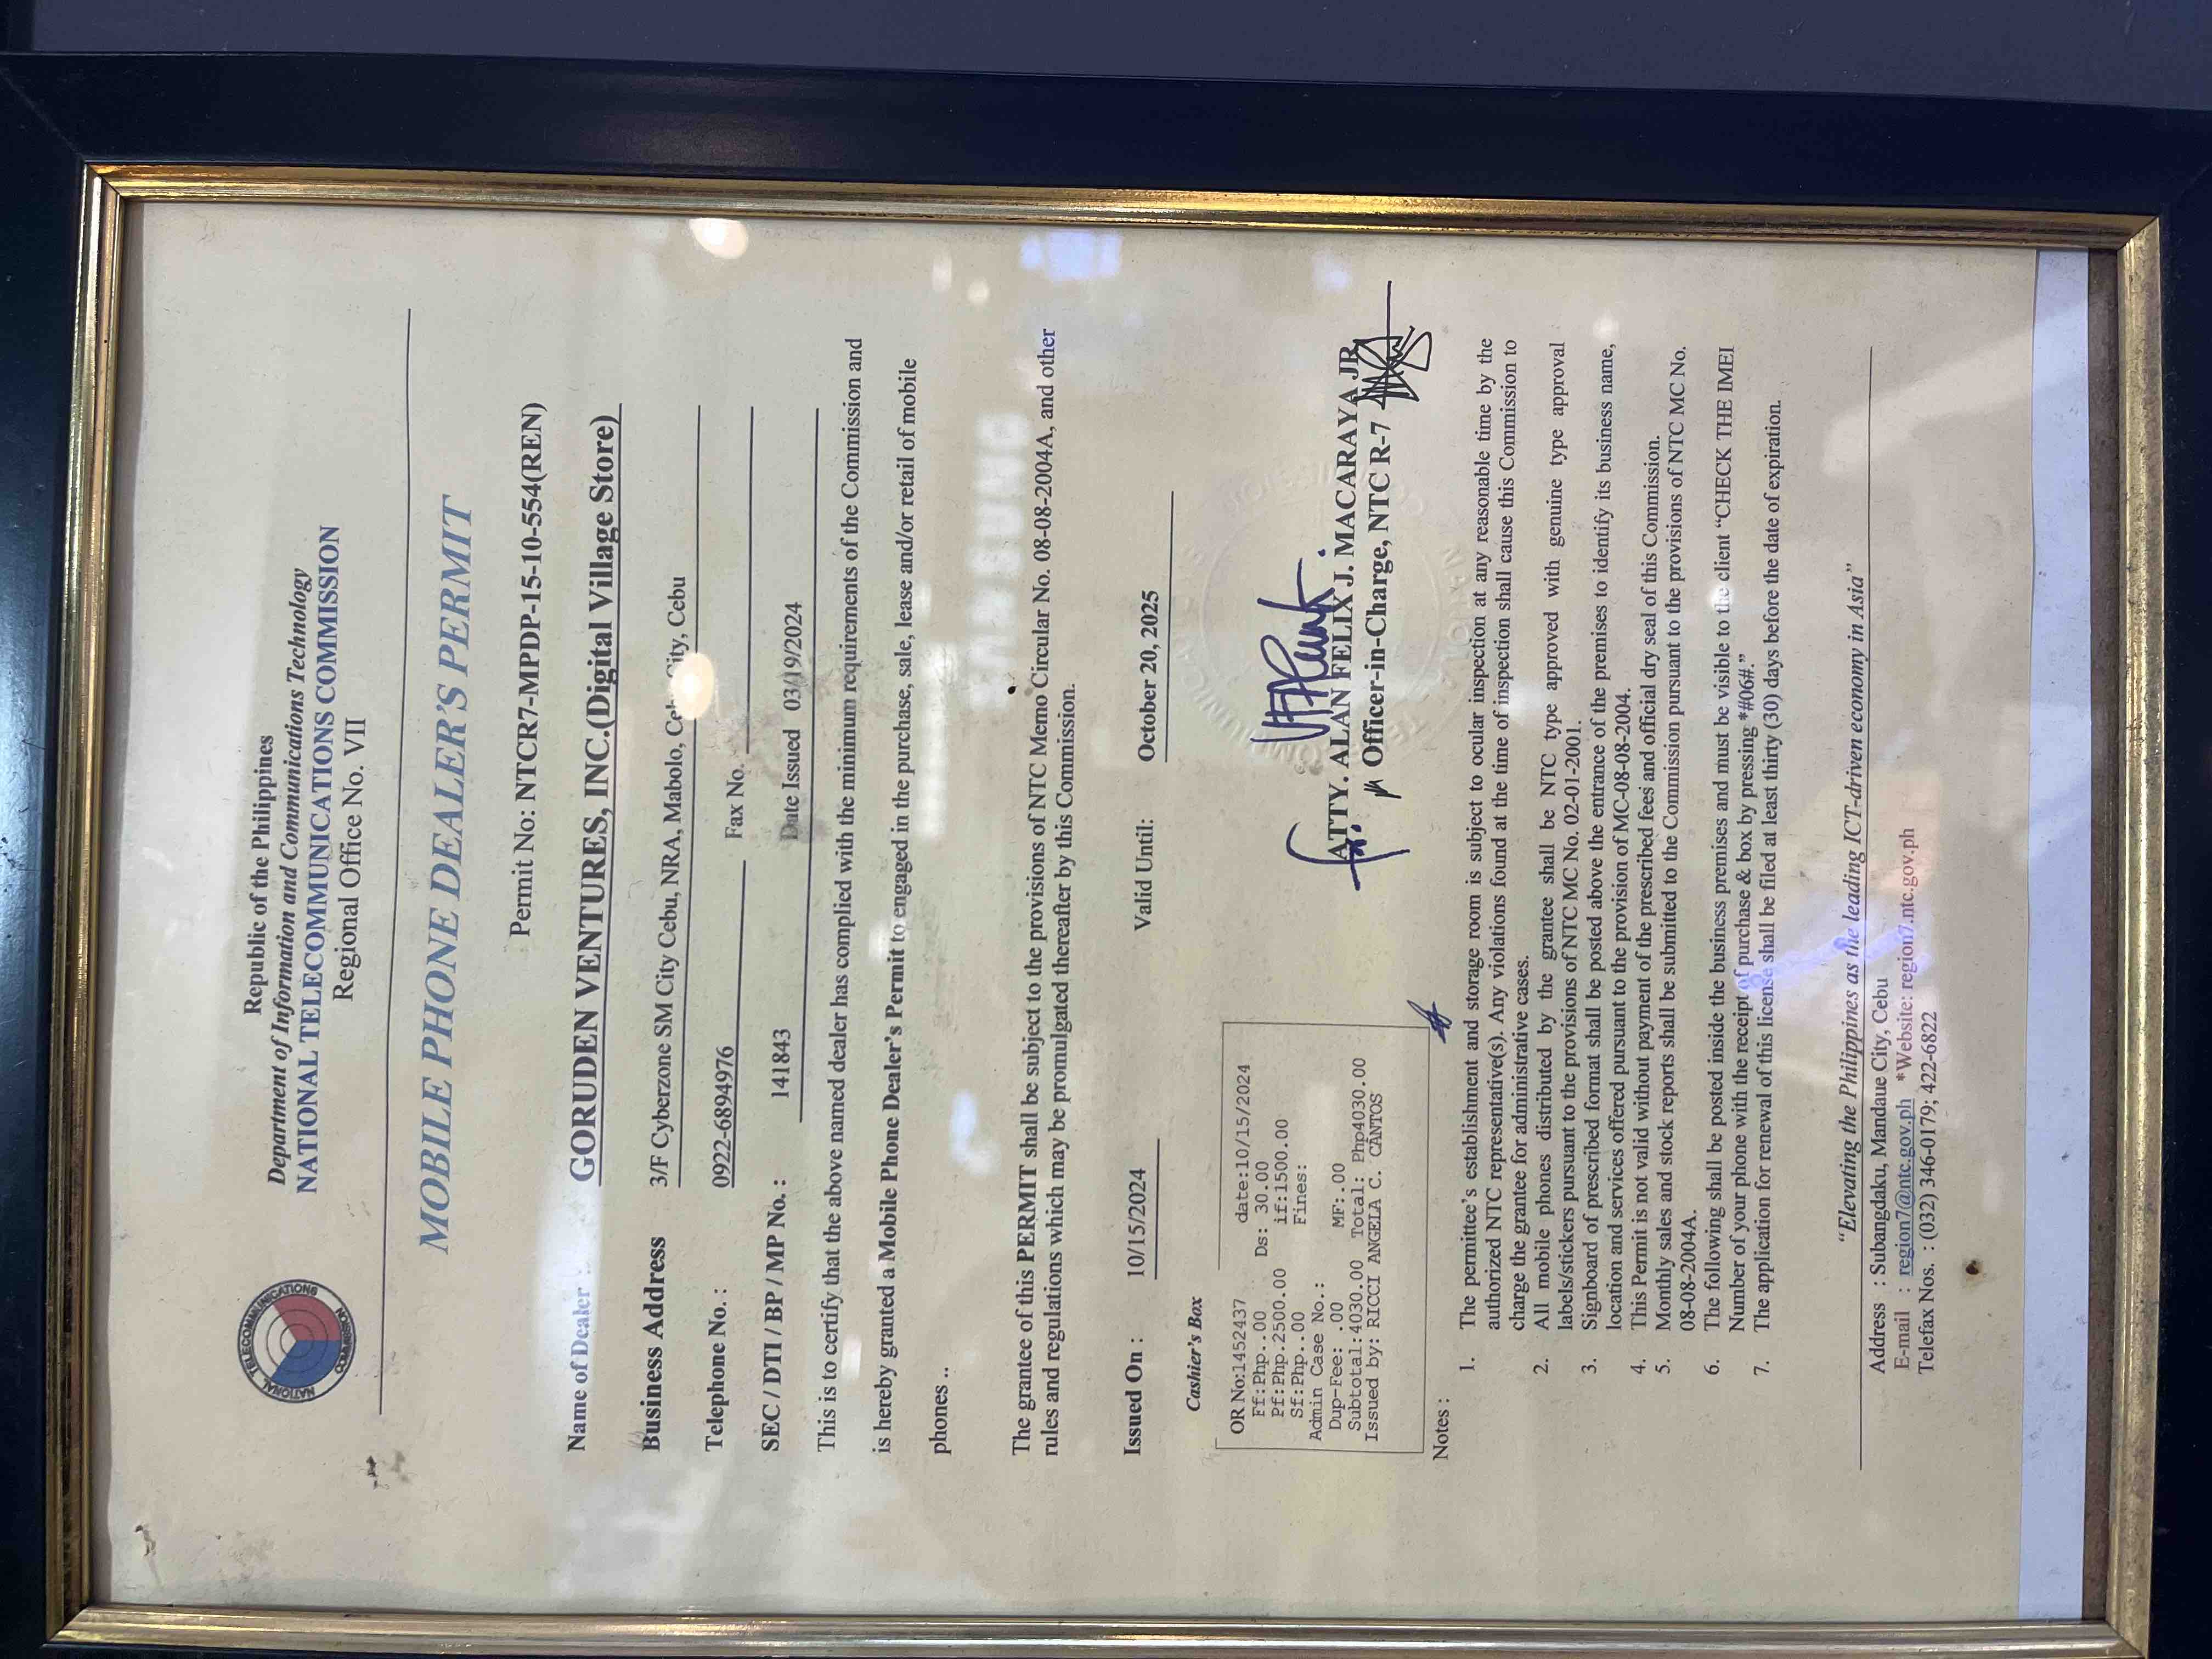 NATIONAL TELECOMMUNICATIONS COMMISSION
Republic of the Philippines
Department of Information and Communications Technology
NATIONAL TELECOMMUNICATIONS COMMISSION
Regional Office No. VII
MOBILE PHONE DEALER'S PERMIT
Permit No: NTCR7-MPDP-15-10-554(REN)
Name of Dealer : GORUDEN VENTURES, INC.(Digital Village Store)
Business Address 3/F Cyberzone SM City Cebu, NRA, Mabolo, Cebu City, Cebu
Telephone No. : 0922-6894976 Fax No.
SEC / DTI / BP / MP No. : 141843 Date Issued 03/19/2024
This is to certify that the above named dealer has complied with the minimum requirements of the Commission and
is hereby granted a Mobile Phone Dealer's Permit to engaged in the purchase, sale, lease and/or retail of mobile
phones ..
The grantee of this PERMIT shall be subject to the provisions of NTC Memo Circular No. 08-08-2004A, and other
rules and regulations which may be promulgated thereafter by this Commission.
Issued On : 10/15/2024 Valid Until: October 20, 2025
Cashier's Box
OR No:1452437 date:10/15/2024
Ff:Php..00 Ds: 30.00
Pf:Php.2500.00 if:1500.00
Sf:Php..00 Fines:
Admin Case No.:
Dup-Fee: .00 MF:.00
Subtotal:4030.00 Total: Php4030.00
Issued by: RICCI ANGELA C. CANTOS
for.
ATTY. ALAN FELIX J. MACARAYA JR.
Officer-in-Charge, NTC R-7
Notes :
1. The permittee's establishment and storage room is subject to ocular inspection at any reasonable time by the
authorized NTC representative(s). Any violations found at the time of inspection shall cause this Commission to
charge the grantee for administrative cases.
2. All mobile phones distributed by the grantee shall be NTC type approved with genuine type approval
labels/stickers pursuant to the provisions of NTC MC No. 02-01-2001.
3. Signboard of prescribed format shall be posted above the entrance of the premises to identify its business name,
location and services offered pursuant to the provision of MC-08-08-2004.
4. This Permit is not valid without payment of the prescribed fees and official dry seal of this Commission.
5. Monthly sales and stock reports shall be submitted to the Commission pursuant to the provisions of NTC MC No.
08-08-2004A.
6. The following shall be posted inside the business premises and must be visible to the client "CHECK THE IMEI
Number of your phone with the receipt of purchase & box by pressing *#06#."
7. The application for renewal of this license shall be filed at least thirty (30) days before the date of expiration.
"Elevating the Philippines as the leading ICT-driven economy in Asia"
Address : Subangdaku, Mandaue City, Cebu
E-mail : region7@ntc.gov.ph *Website: region7.ntc.gov.ph
Telefax Nos. : (032) 346-0179; 422-6822